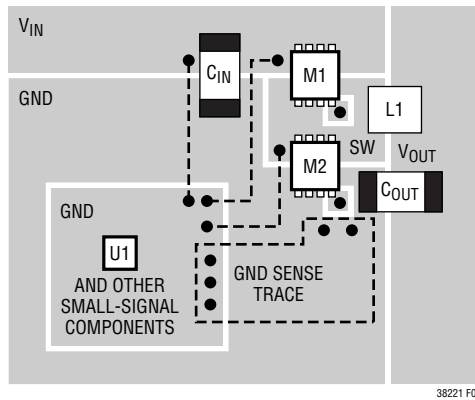 VIN
CIN
M1
GND
L1
SW
VOUT
M2
COUT
GND
U1
GND SENSE
TRACE
AND OTHER
SMALL-SIGNAL
COMPONENTS
38221 F0